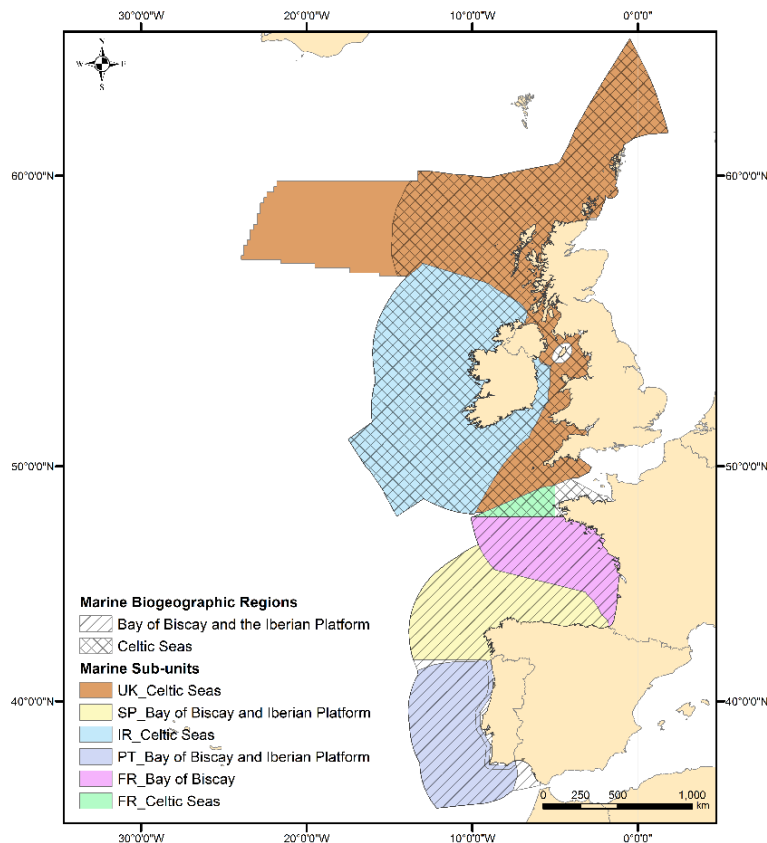 30°0'0"W 20°0'0"W 10°0'0"W 0°0'0"
N
W E
S
60°0'0"N 60°0'0"N
50°0'0"N 50°0'0"N
40°0'0"N 40°0'0"N
Marine Biogeographic Regions
Bay of Biscay and the Iberian Platform
Celtic Seas
Marine Sub-units
UK_Celtic Seas
SP_Bay of Biscay and Iberian Platform
IR_Celtic Seas
PT_Bay of Biscay and Iberian Platform
FR_Bay of Biscay
FR_Celtic Seas
0 250 500 1,000
km
30°0'0"W 20°0'0"W 10°0'0"W 0°0'0"